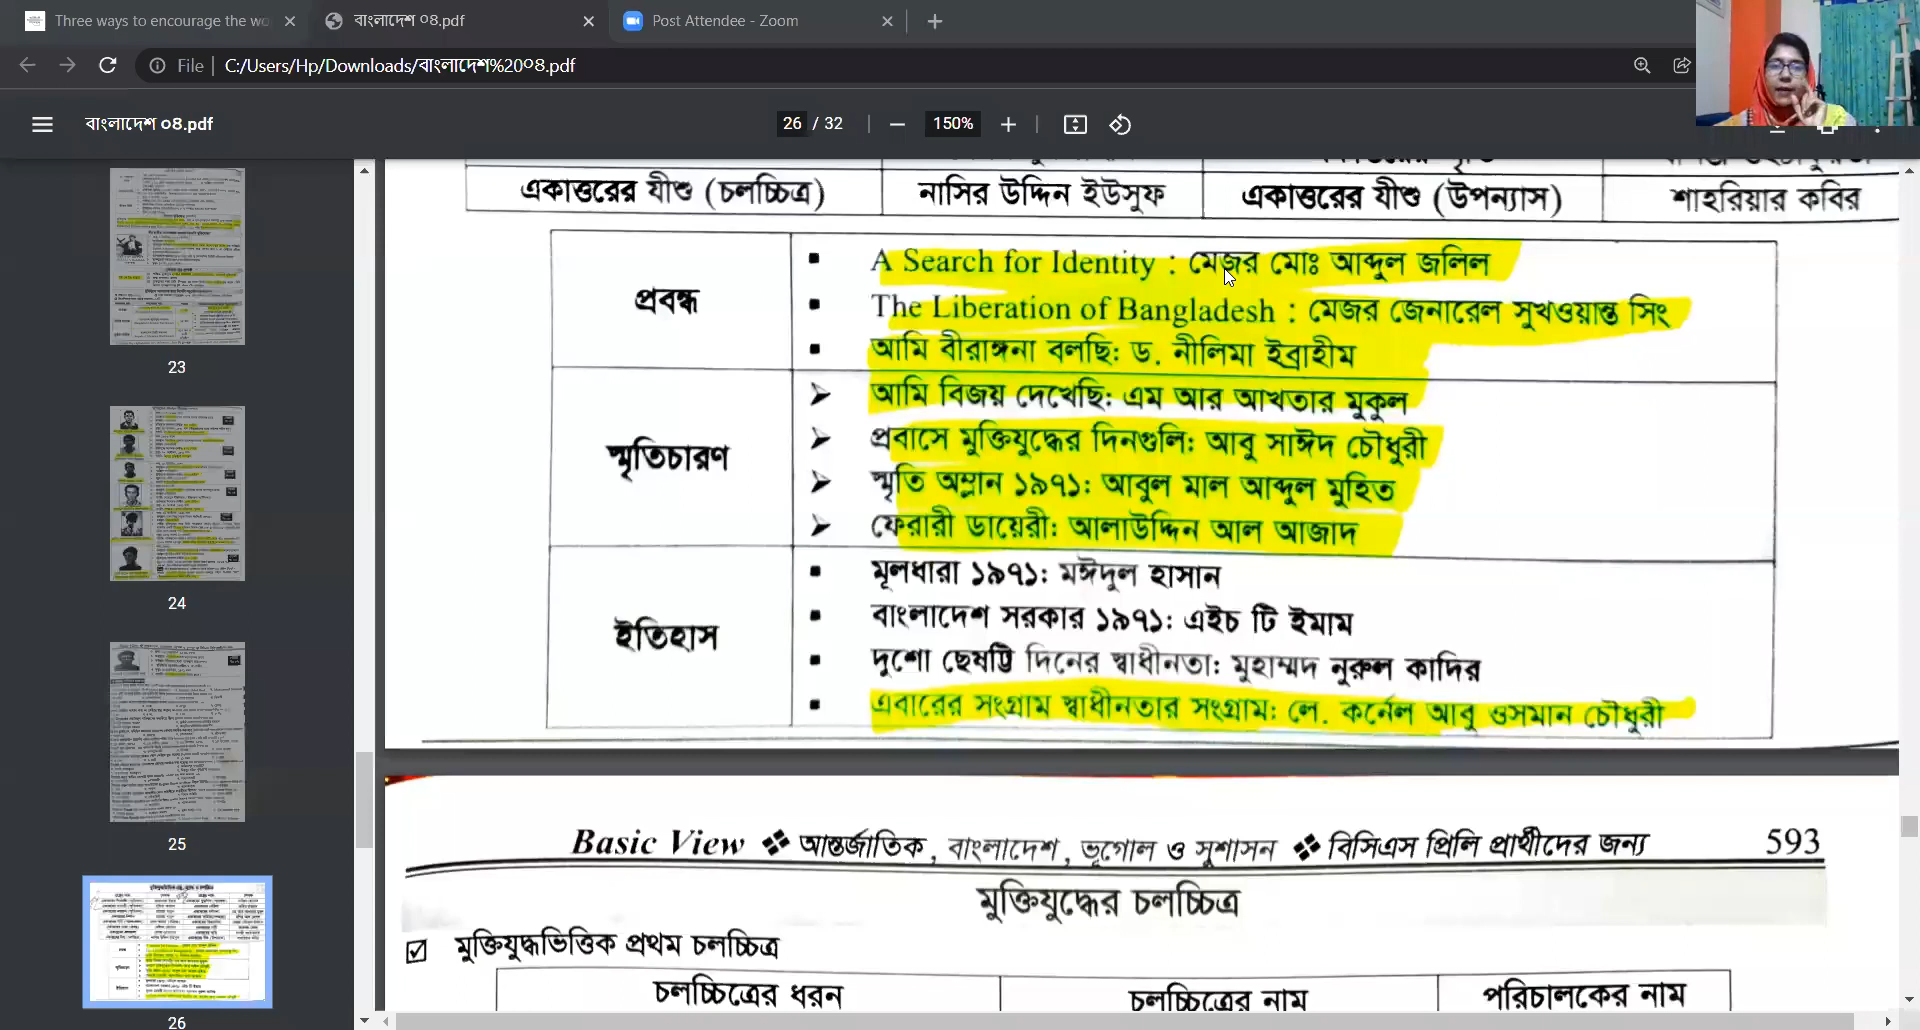 Three ways to encourage the wo
বাংলাদেশ ০৪.pdf
Post Attendee - Zoom
File
C:/Users/Hp/Downloads/বাংলাদেশ%20০৪.pdf
বাংলাদেশ ০৪.pdf
26 / 32
150%
একাত্তরের যীশু (চলচ্চিত্র) নাসির উদ্দিন ইউসুফ একাত্তরের যীশু (উপন্যাস) শাহরিয়ার কবির
প্রবন্ধ
A Search for Identity : মেজর মোঃ আব্দুল জলিল
The Liberation of Bangladesh : মেজর জেনারেল সুখওয়ান্ত সিং
আমি বীরাঙ্গনা বলছি: ড. নীলিমা ইব্রাহীম
স্মৃতিচারণ
আমি বিজয় দেখেছি: এম আর আখতার মুকুল
প্রবাসে মুক্তিযুদ্ধের দিনগুলি: আবু সাঈদ চৌধুরী
স্মৃতি অম্লান ১৯৭১: আবুল মাল আব্দুল মুহিত
ফেরারী ডায়েরী: আলাউদ্দিন আল আজাদ
ইতিহাস
মূলধারা ১৯৭১: মঈদুল হাসান
বাংলাদেশ সরকার ১৯৭১: এইচ টি ইমাম
দুশো ছেষট্টি দিনের স্বাধীনতা: মুহাম্মদ নুরুল কাদির
এবারের সংগ্রাম স্বাধীনতার সংগ্রাম: লে. কর্নেল আবু ওসমান চৌধুরী
Basic View ❖ আন্তর্জাতিক, বাংলাদেশ, ভূগোল ও সুশাসন ❖ বিসিএস প্রিলি প্রার্থীদের জন্য 593
মুক্তিযুদ্ধের চলচ্চিত্র
মুক্তিযুদ্ধভিত্তিক প্রথম চলচ্চিত্র
চলচ্চিত্রের ধরন চলচ্চিত্রের নাম পরিচালকের নাম
23
24
25
26